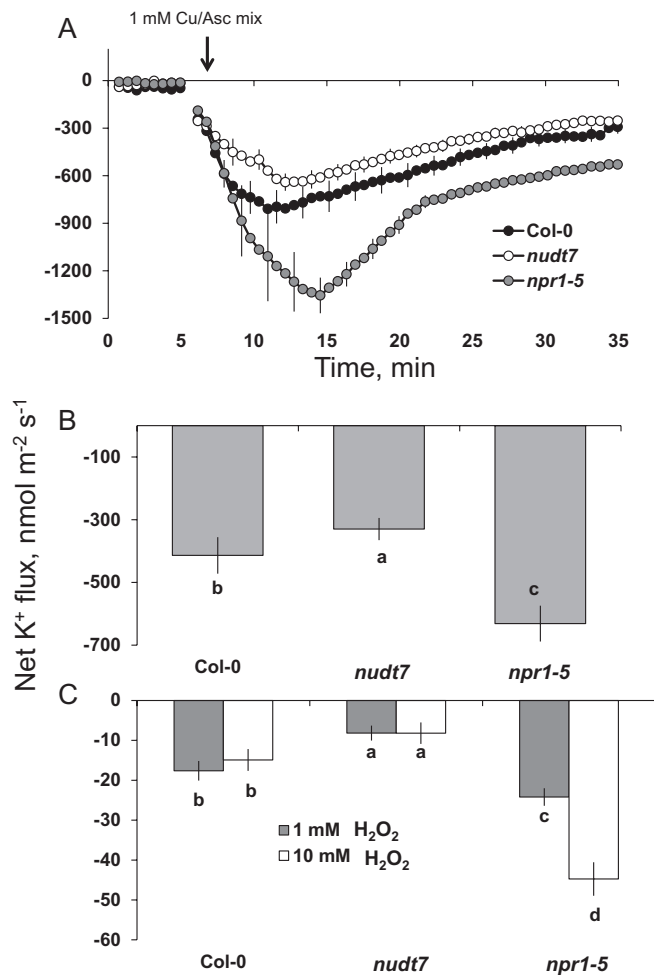 1 mM Cu/Asc mix
A
0
-300
-600
-900
-1200
-1500
Col-0
nudt7
npr1-5
0 5 10 15 20 25 30 35
Time, min
Net K⁺ flux, nmol m⁻² s⁻¹
B
-100
-300
-500
-700
b
a
c
Col-0 nudt7 npr1-5
C
0
-10
-20
-30
-40
-50
-60
b b
a a
c
d
1 mM H₂O₂
10 mM H₂O₂
Col-0 nudt7 npr1-5